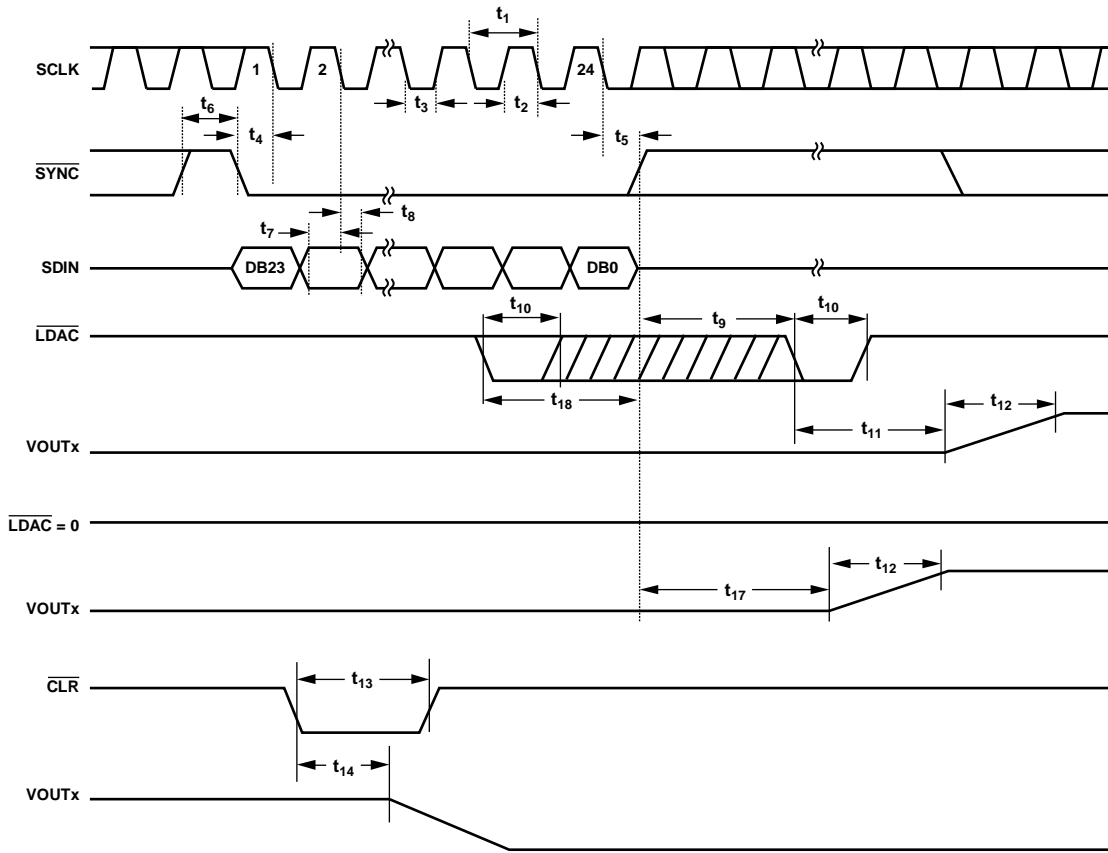 t1
SCLK
1
2
24
t3
t2
t6
t4
t5
SYNC
t8
t7
SDIN
DB23
DB0
t10
t9
t10
LDAC
t18
t12
t11
VOUTx
LDAC = 0
t12
t17
VOUTx
t13
CLR
t14
VOUTx